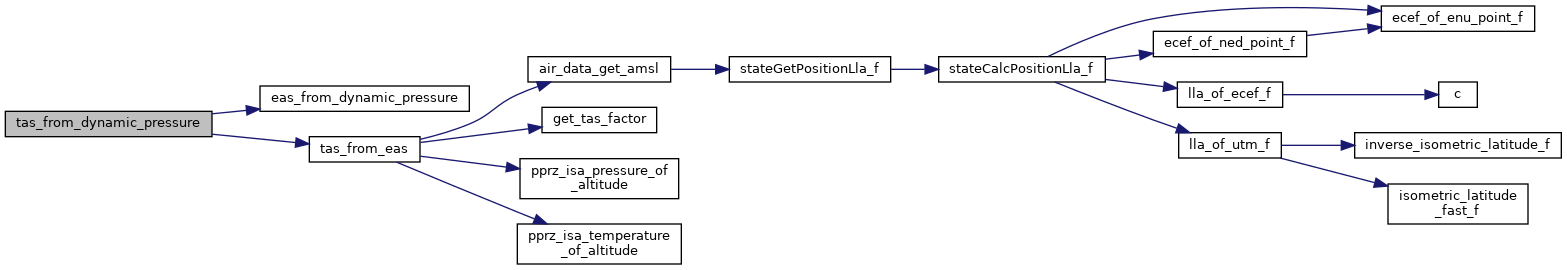 tas_from_dynamic_pressure
eas_from_dynamic_pressure
tas_from_eas
air_data_get_amsl
get_tas_factor
pprz_isa_pressure_of
_altitude
pprz_isa_temperature
_of_altitude
stateGetPositionLla_f
stateCalcPositionLla_f
ecef_of_enu_point_f
ecef_of_ned_point_f
lla_of_ecef_f
c
lla_of_utm_f
inverse_isometric_latitude_f
isometric_latitude
_fast_f